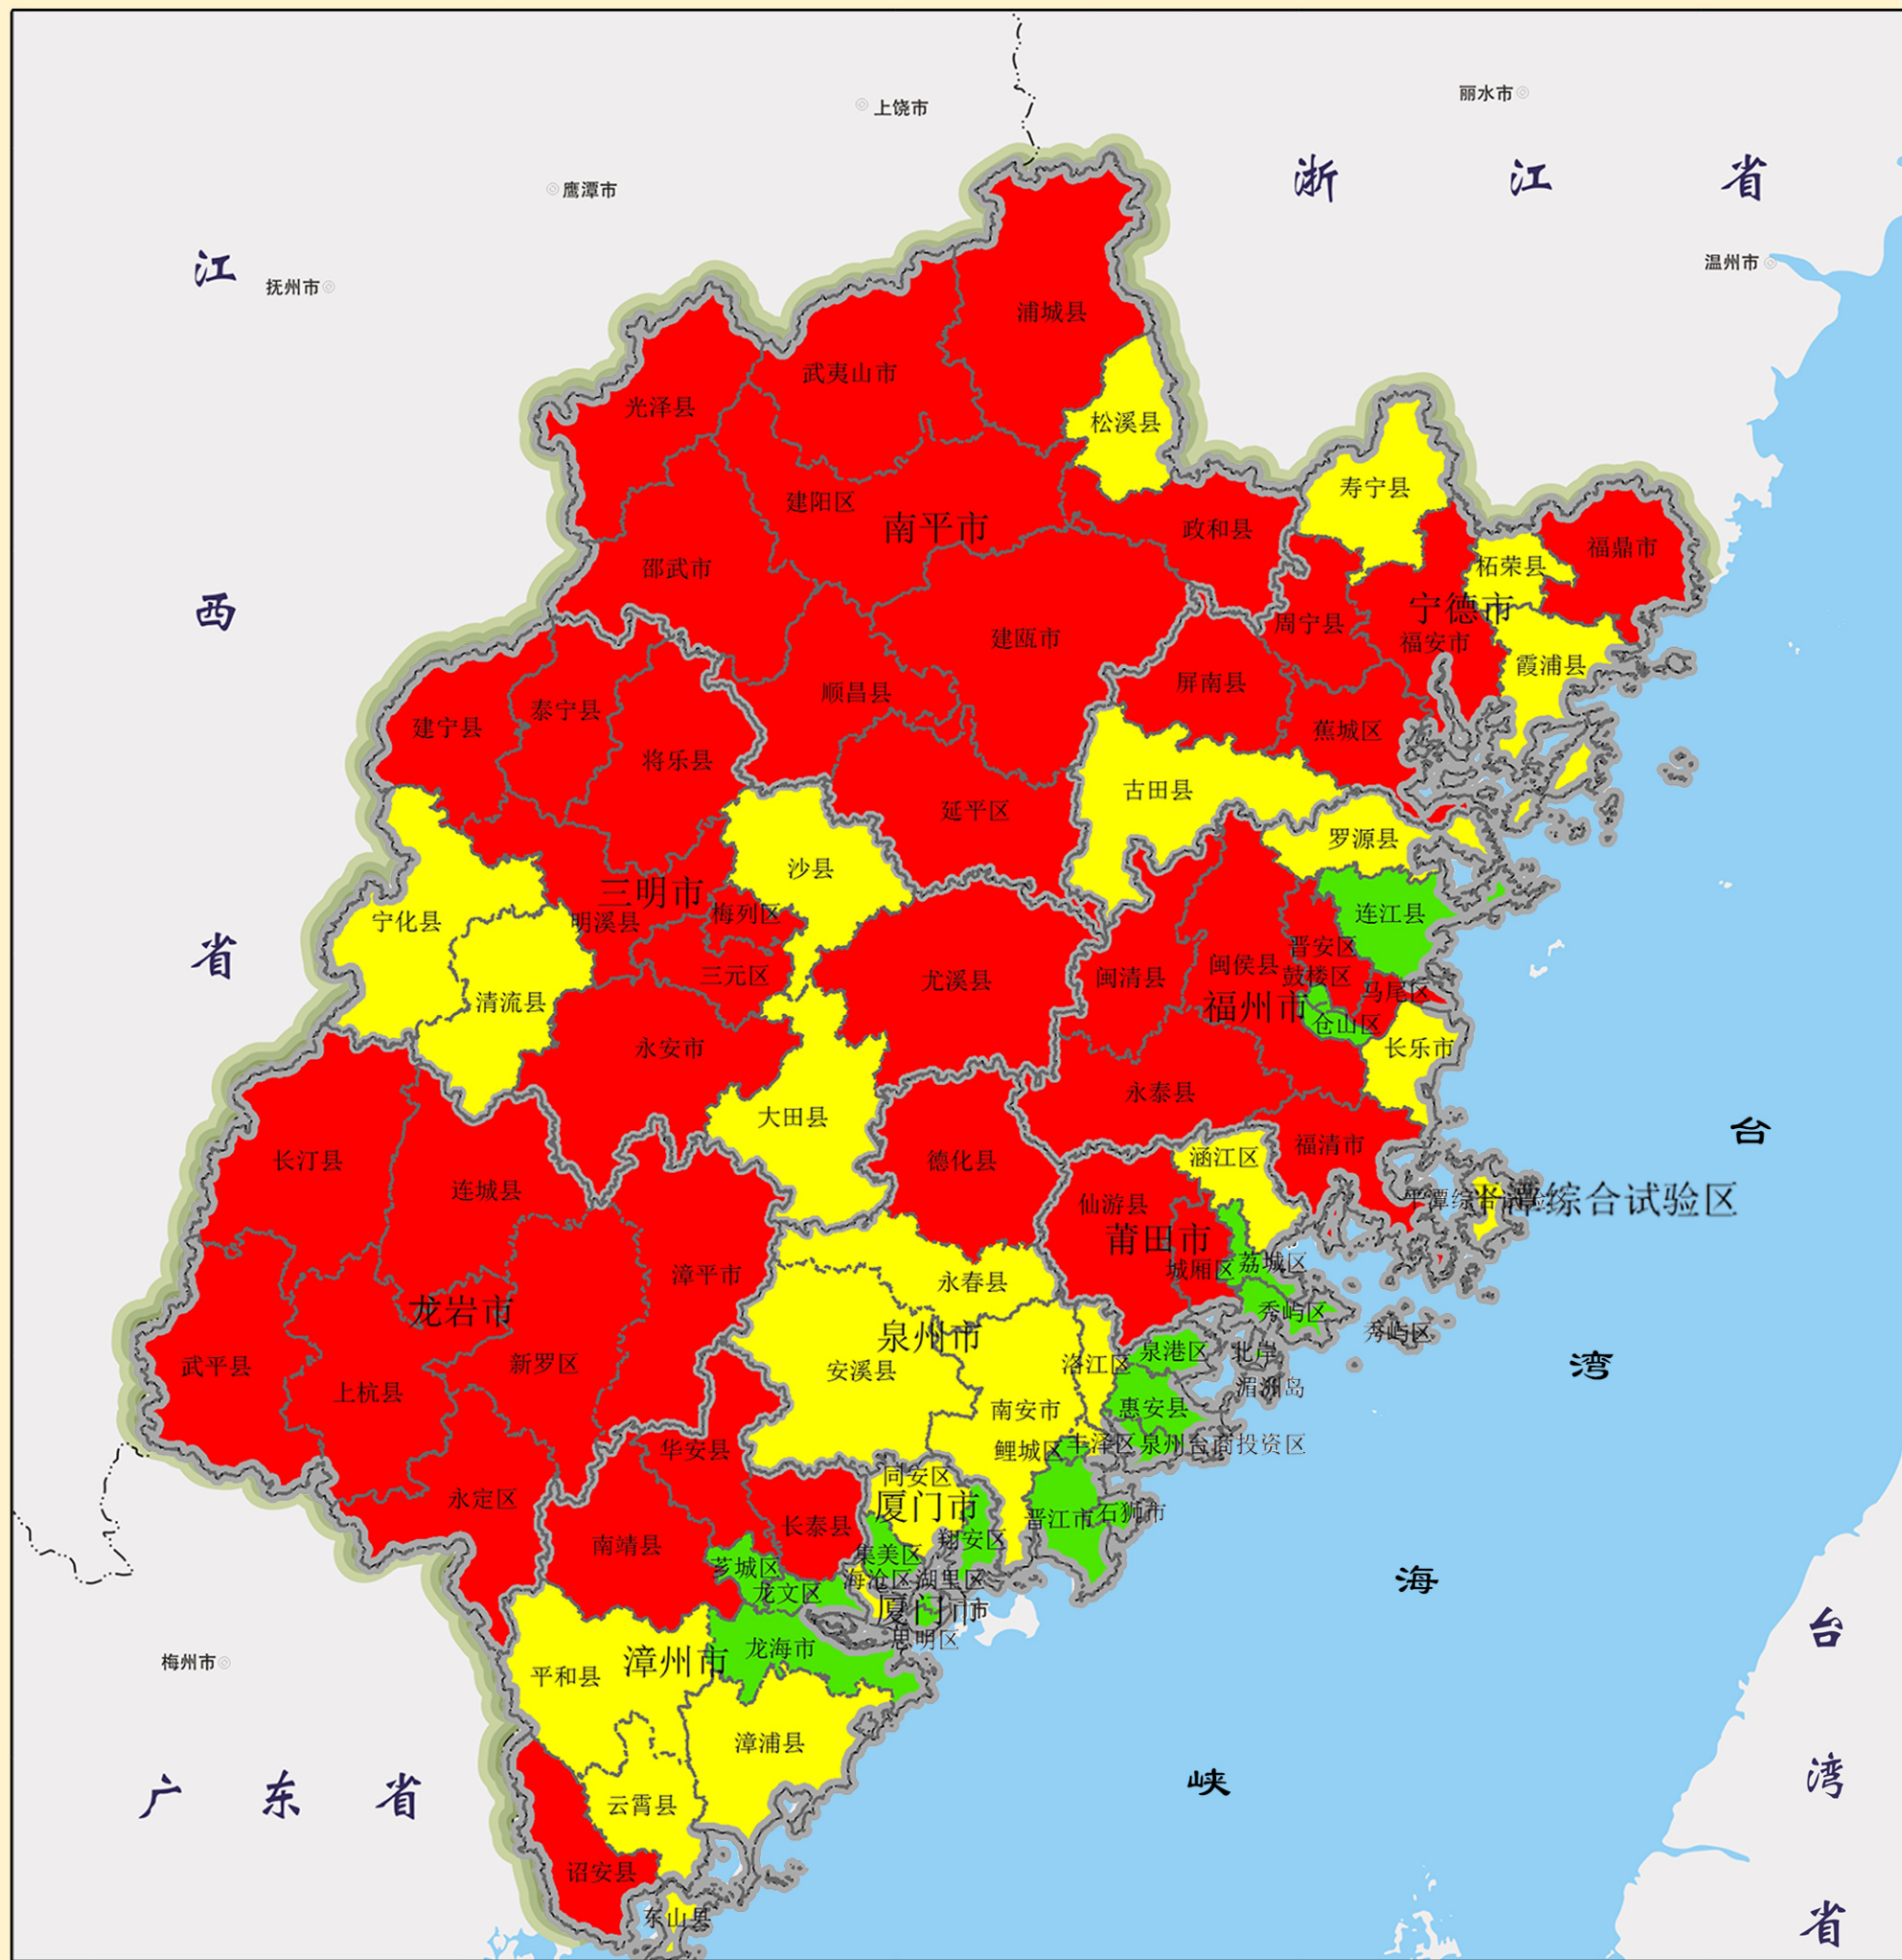 上饶市
丽水市
浙江省
鹰潭市
温州市
江西省
抚州市
浦城县
武夷山市
光泽县
松溪县
寿宁县
建阳区
南平市
政和县
福鼎市
柘荣县
邵武市
宁德市
周宁县
福安市
建瓯市
霞浦县
屏南县
顺昌县
泰宁县
建宁县
蕉城区
将乐县
古田县
延平区
罗源县
沙县
三明市
梅列区
连江县
宁化县
明溪县
晋安区
闽侯县
鼓楼区
闽清县
三元区
尤溪县
马尾区
清流县
福州市
仓山区
永安市
长乐市
永泰县
大田县
台湾海峡
福清市
涵江区
长汀县
德化县
连城县
仙游县
平潭综合试验区
平潭综合试验区
莆田市
荔城区
城厢区
漳平市
永春县
龙岩市
秀屿区
秀屿区
泉州市
泉港区
北岸
新罗区
武平县
洛江区
安溪县
上杭县
湄洲岛
惠安县
南安市
丰泽区
泉州台商投资区
华安县
鲤城区
同安区
永定区
厦门市
石狮市
晋江市
长泰县
翔安区
南靖县
集美区
芗城区
海沧区
湖里区
龙文区
厦门市
思明区
台湾省
龙海市
漳州市
梅州市
平和县
漳浦县
广东省
云霄县
诏安县
东山县